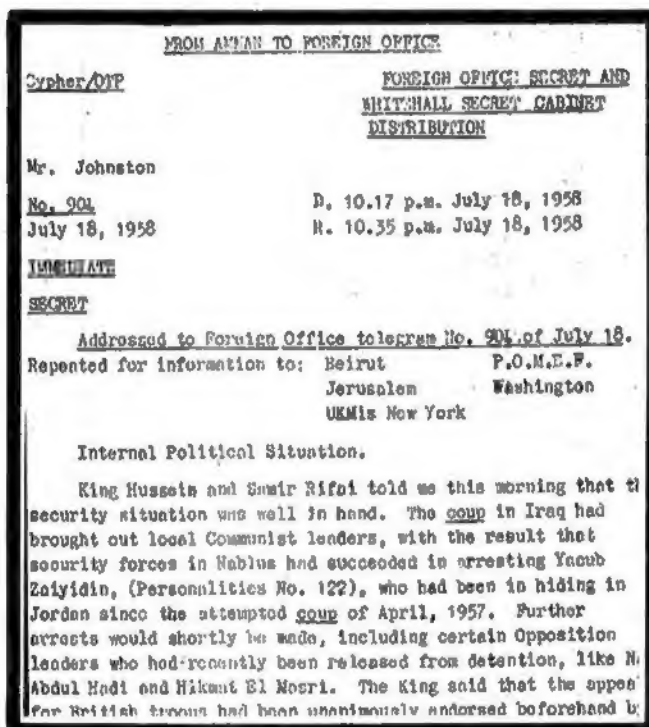 FROM AMMAN TO FOREIGN OFFICE
Cypher/OTP
FOREIGN OFFICE SECRET AND
WHITEHALL SECRET CABINET
DISTRIBUTION
Mr. Johnston
No. 904
July 18, 1958
D. 10.17 p.m. July 18, 1958
R. 10.35 p.m. July 18, 1958
IMMEDIATE
SECRET
Addressed to Foreign Office telegram No. 904 of July 18.
Repeated for information to: Beirut P.O.M.E.F.
Jerusalem Washington
UKMis New York
Internal Political Situation.
King Hussein and Samir Rifai told me this morning that th
security situation was well in hand. The coup in Iraq had
brought out local Communist leaders, with the result that
security forces in Nablus had succeeded in arresting Yacub
Zaiyidin, (Personalities No. 122), who had been in hiding in
Jordan since the attempted coup of April, 1957. Further
arrests would shortly be made, including certain Opposition
leaders who had recently been released from detention, like N.
Abdul Hadi and Hikmat El Masri. The King said that the appea
for British troops had been unanimously endorsed beforehand by